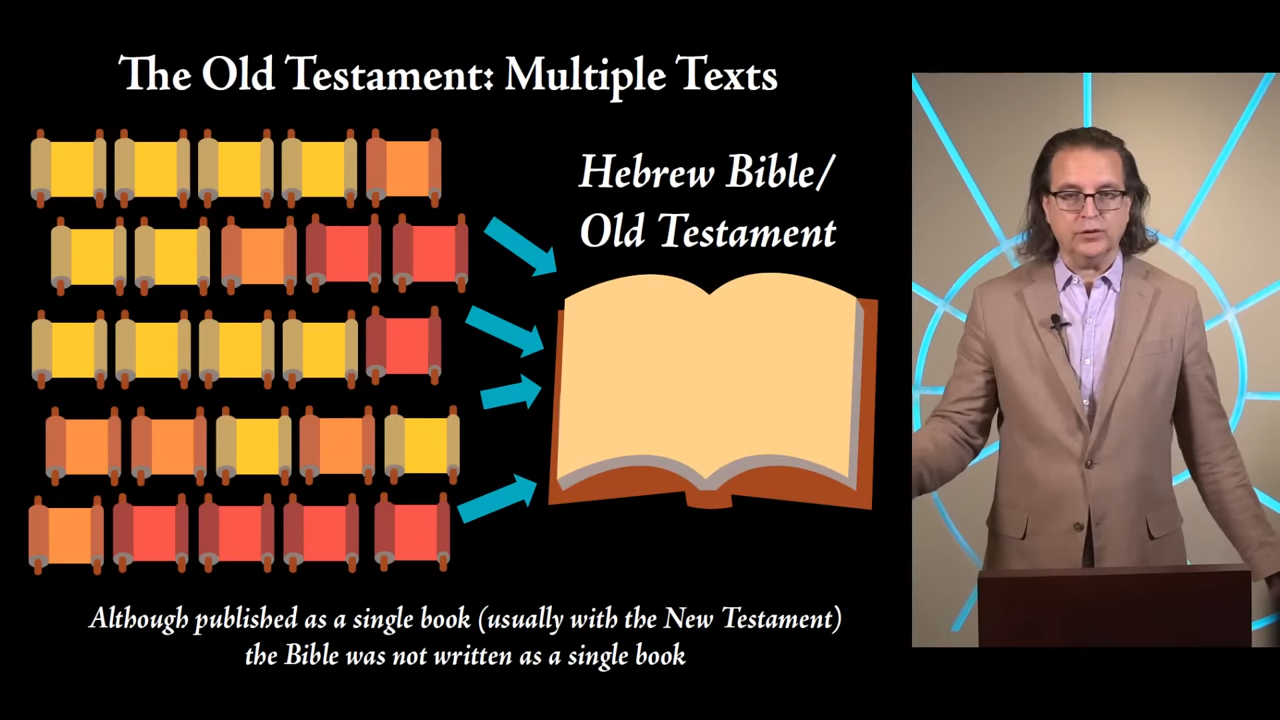 The Old Testament: Multiple Texts
Hebrew Bible/
Old Testament
Although published as a single book (usually with the New Testament)
the Bible was not written as a single book